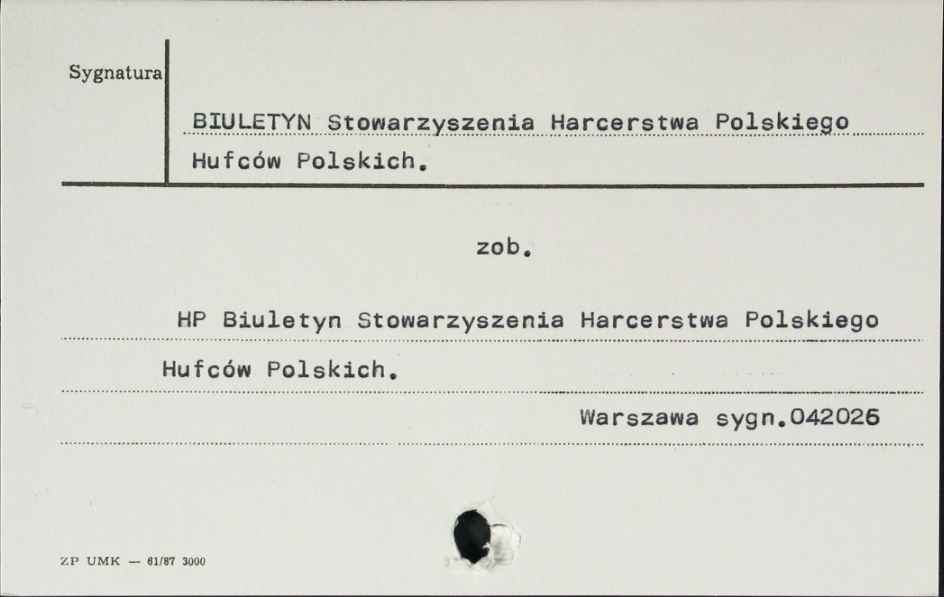 Sygnatura
BIULETYN Stowarzyszenia Harcerstwa Polskiego
Hufców Polskich.
zob.
HP Biuletyn Stowarzyszenia Harcerstwa Polskiego
Hufców Polskich.
Warszawa sygn.042026
ZP UMK — 61/87 3000